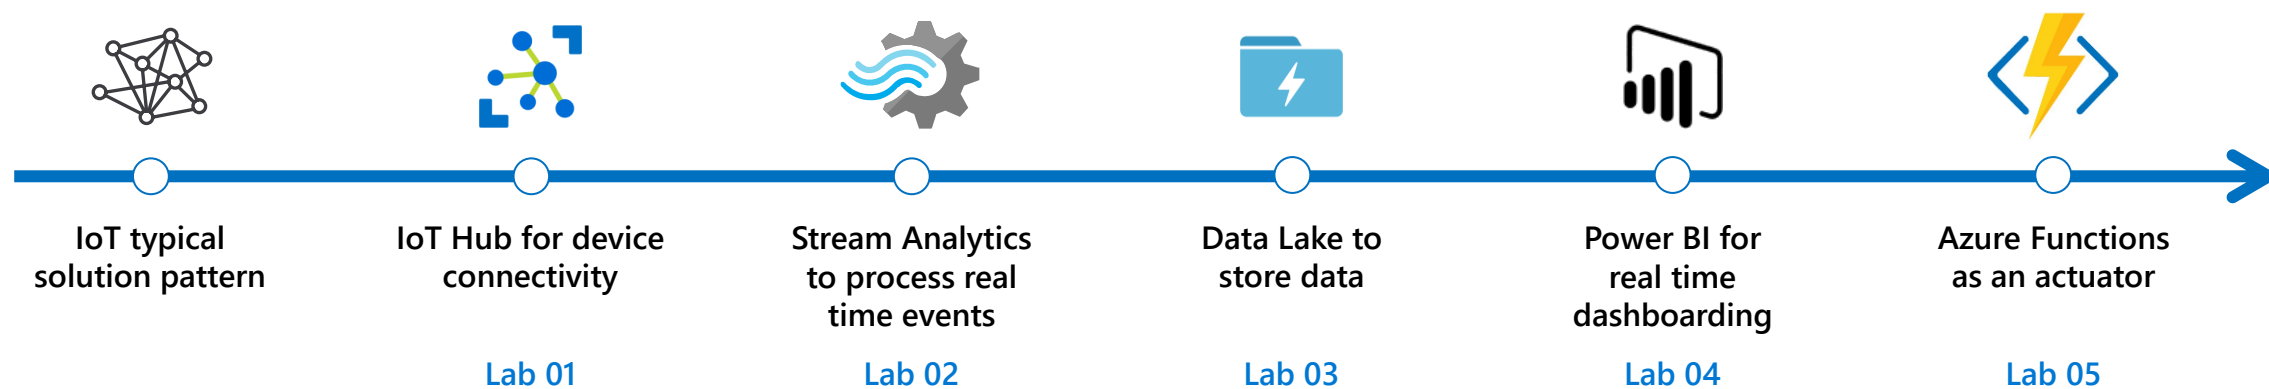 IoT typical
solution pattern
IoT Hub for device
connectivity
Lab 01
Stream Analytics
to process real
time events
Lab 02
Data Lake to
store data
Lab 03
Power BI for
real time
dashboarding
Lab 04
Azure Functions
as an actuator
Lab 05